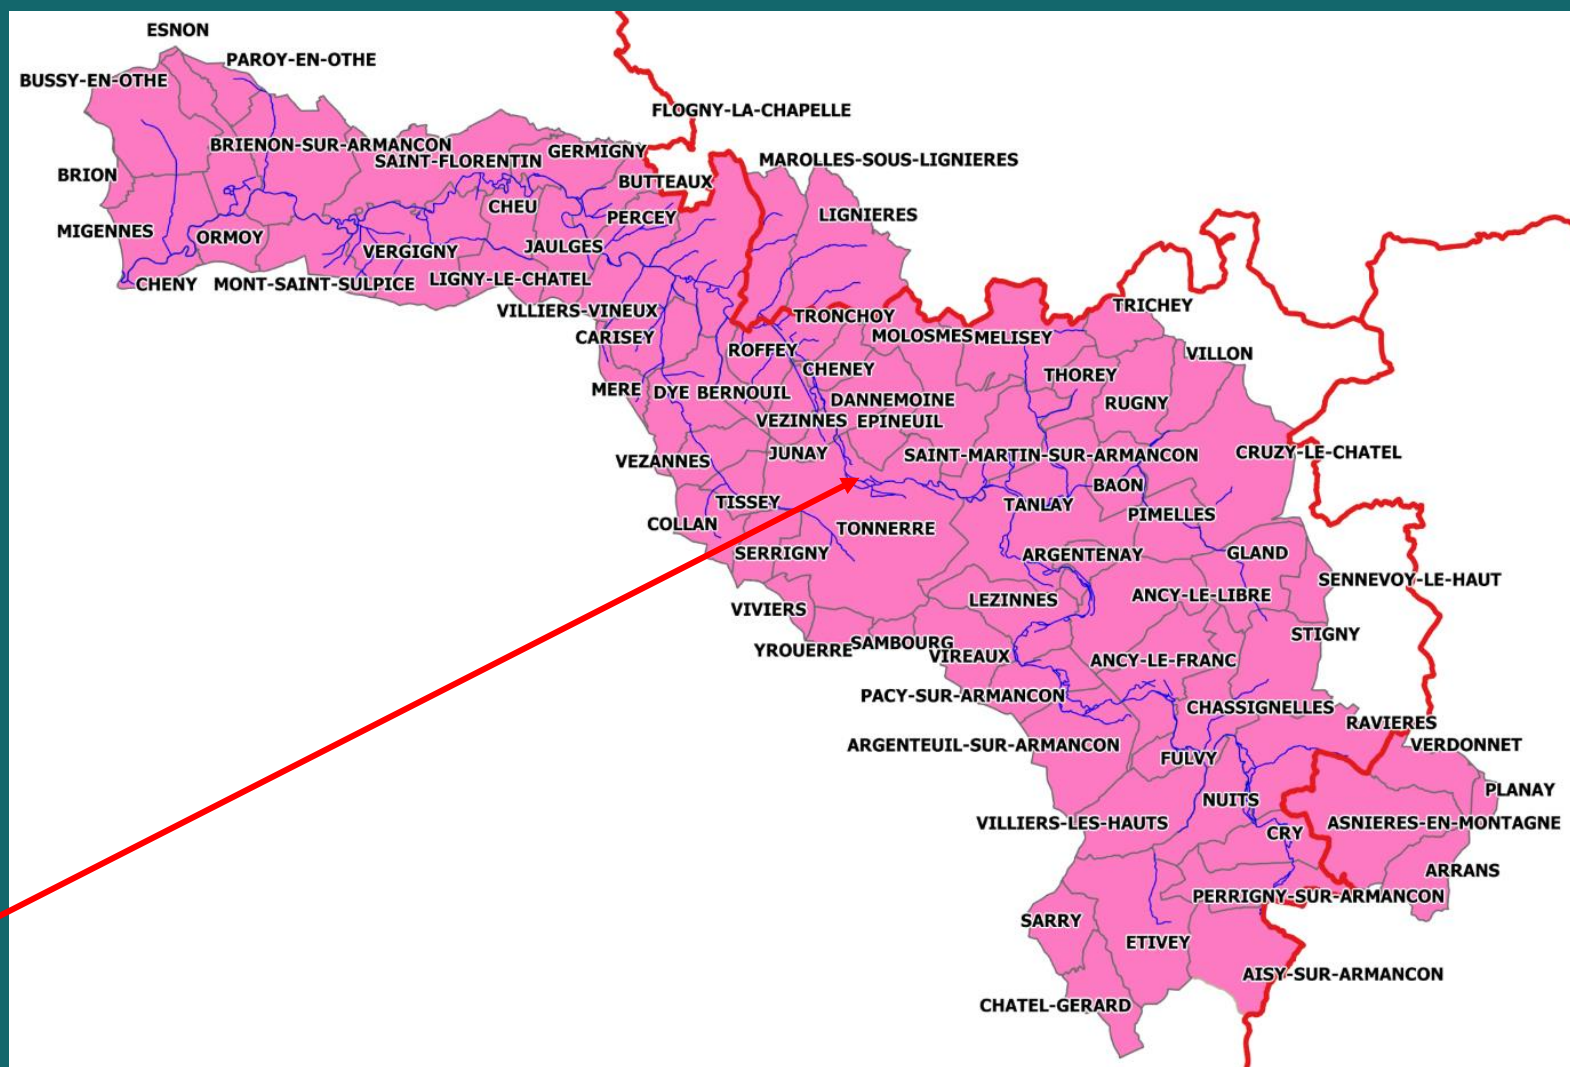 ESNON
PAROY-EN-OTHE
BUSSY-EN-OTHE
FLOGNY-LA-CHAPELLE
BRIENON-SUR-ARMANCON
SAINT-FLORENTIN
GERMIGNY
MAROLLES-SOUS-LIGNIERES
BRION
BUTTEAUX
CHEU
PERCEY
LIGNIERES
MIGENNES
ORMOY
VERGIGNY
JAULGES
CHENY
MONT-SAINT-SULPICE
LIGNY-LE-CHATEL
VILLIERS-VINEUX
TRONCHOY
TRICHEY
CARISEY
MOLOSMES
MELISEY
ROFFEY
VILLON
CHENEY
THOREY
MERE
DYE
BERNOUIL
DANNEMOINE
RUGNY
VEZINNES
EPINEUIL
VEZANNES
JUNAY
SAINT-MARTIN-SUR-ARMANCON
CRUZY-LE-CHATEL
BAON
TISSEY
TANLAY
PIMELLES
COLLAN
TONNERRE
SERRIGNY
ARGENTENAY
GLAND
SENNEVOY-LE-HAUT
LEZINNES
ANCY-LE-LIBRE
VIVIERS
STIGNY
YROUERRE
SAMBOURG
VIREAUX
ANCY-LE-FRANC
PACY-SUR-ARMANCON
CHASSIGNELLES
RAVIERES
ARGENTEUIL-SUR-ARMANCON
VERDONNET
FULVY
PLANAY
NUITS
VILLIERS-LES-HAUTS
CRY
ASNIERES-EN-MONTAGNE
ARRANS
PERRIGNY-SUR-ARMANCON
SARRY
ETIVEY
AISY-SUR-ARMANCON
CHATEL-GERARD